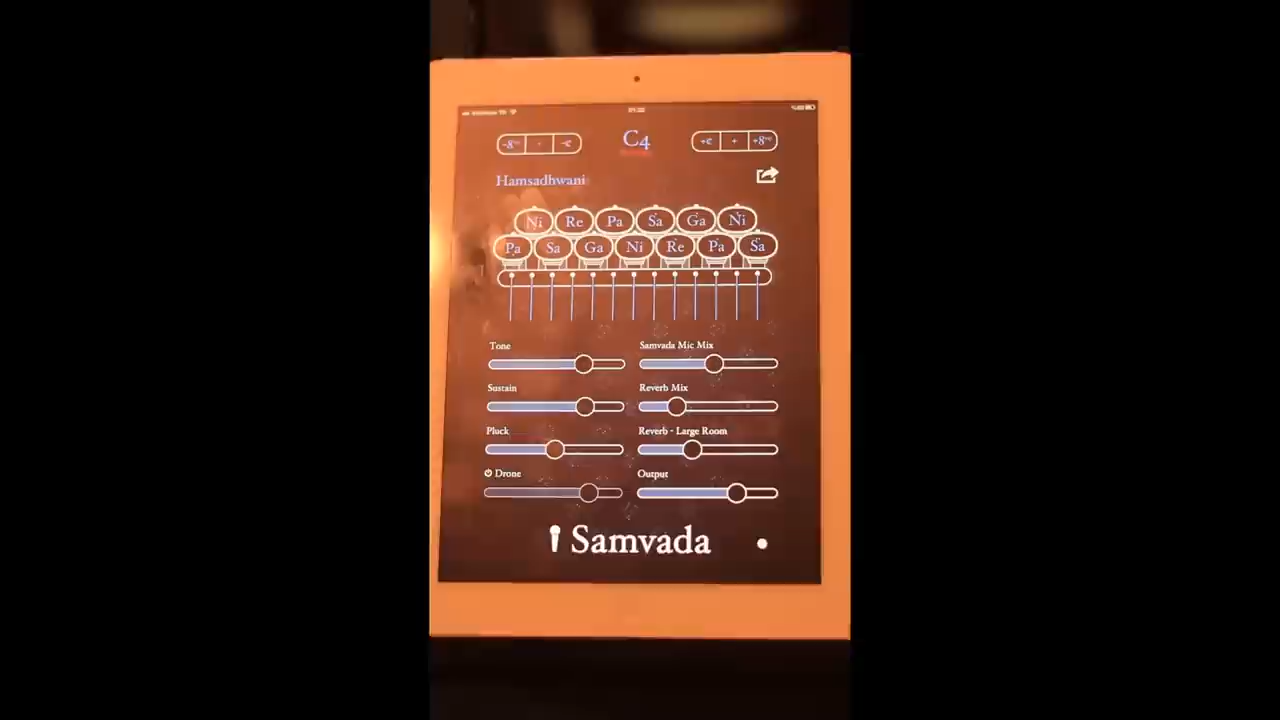 C4
Hamsadhwani
Ni Re Pa Sa Ga Ni
Pa Sa Ga Ni Re Pa Sa
Tone
Samvada Mic Mix
Sustain
Reverb Mix
Pluck
Reverb - Large Room
Drone
Output
Samvada